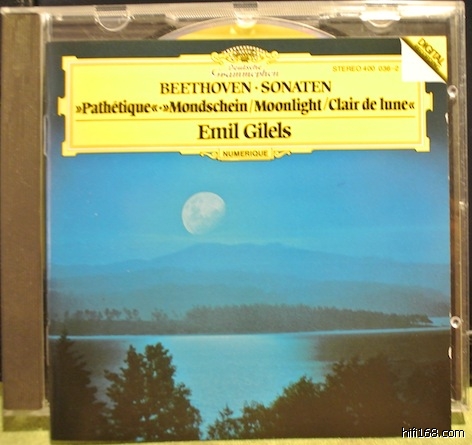 Deutsche
Grammophon
STEREO 400 036-2
DIGITAL
BEETHOVEN · SONATEN
»Pathétique«·»Mondschein/Moonlight/Clair de lune«
Emil Gilels
NUMERIQUE
hifi168.com